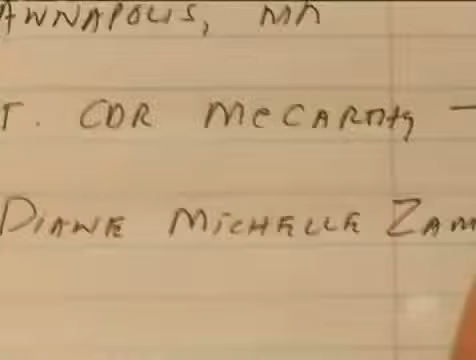 ANNAPOLIS, MD
T. CDR McCARTHY —
DIANE MICHELLE ZAM